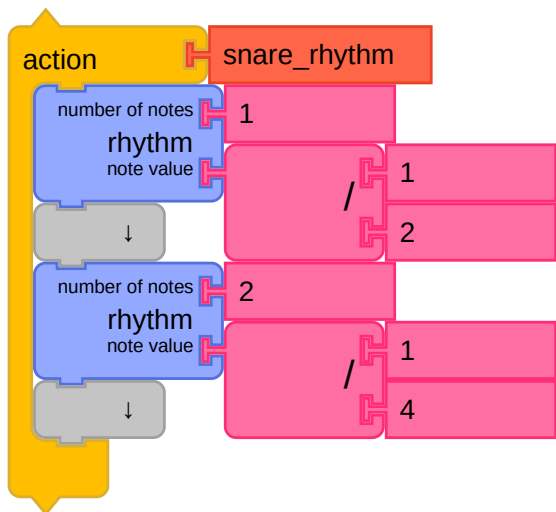 action snare_rhythm
number of notes 1
rhythm
note value / 1
2
↓
number of notes 2
rhythm
note value / 1
4
↓